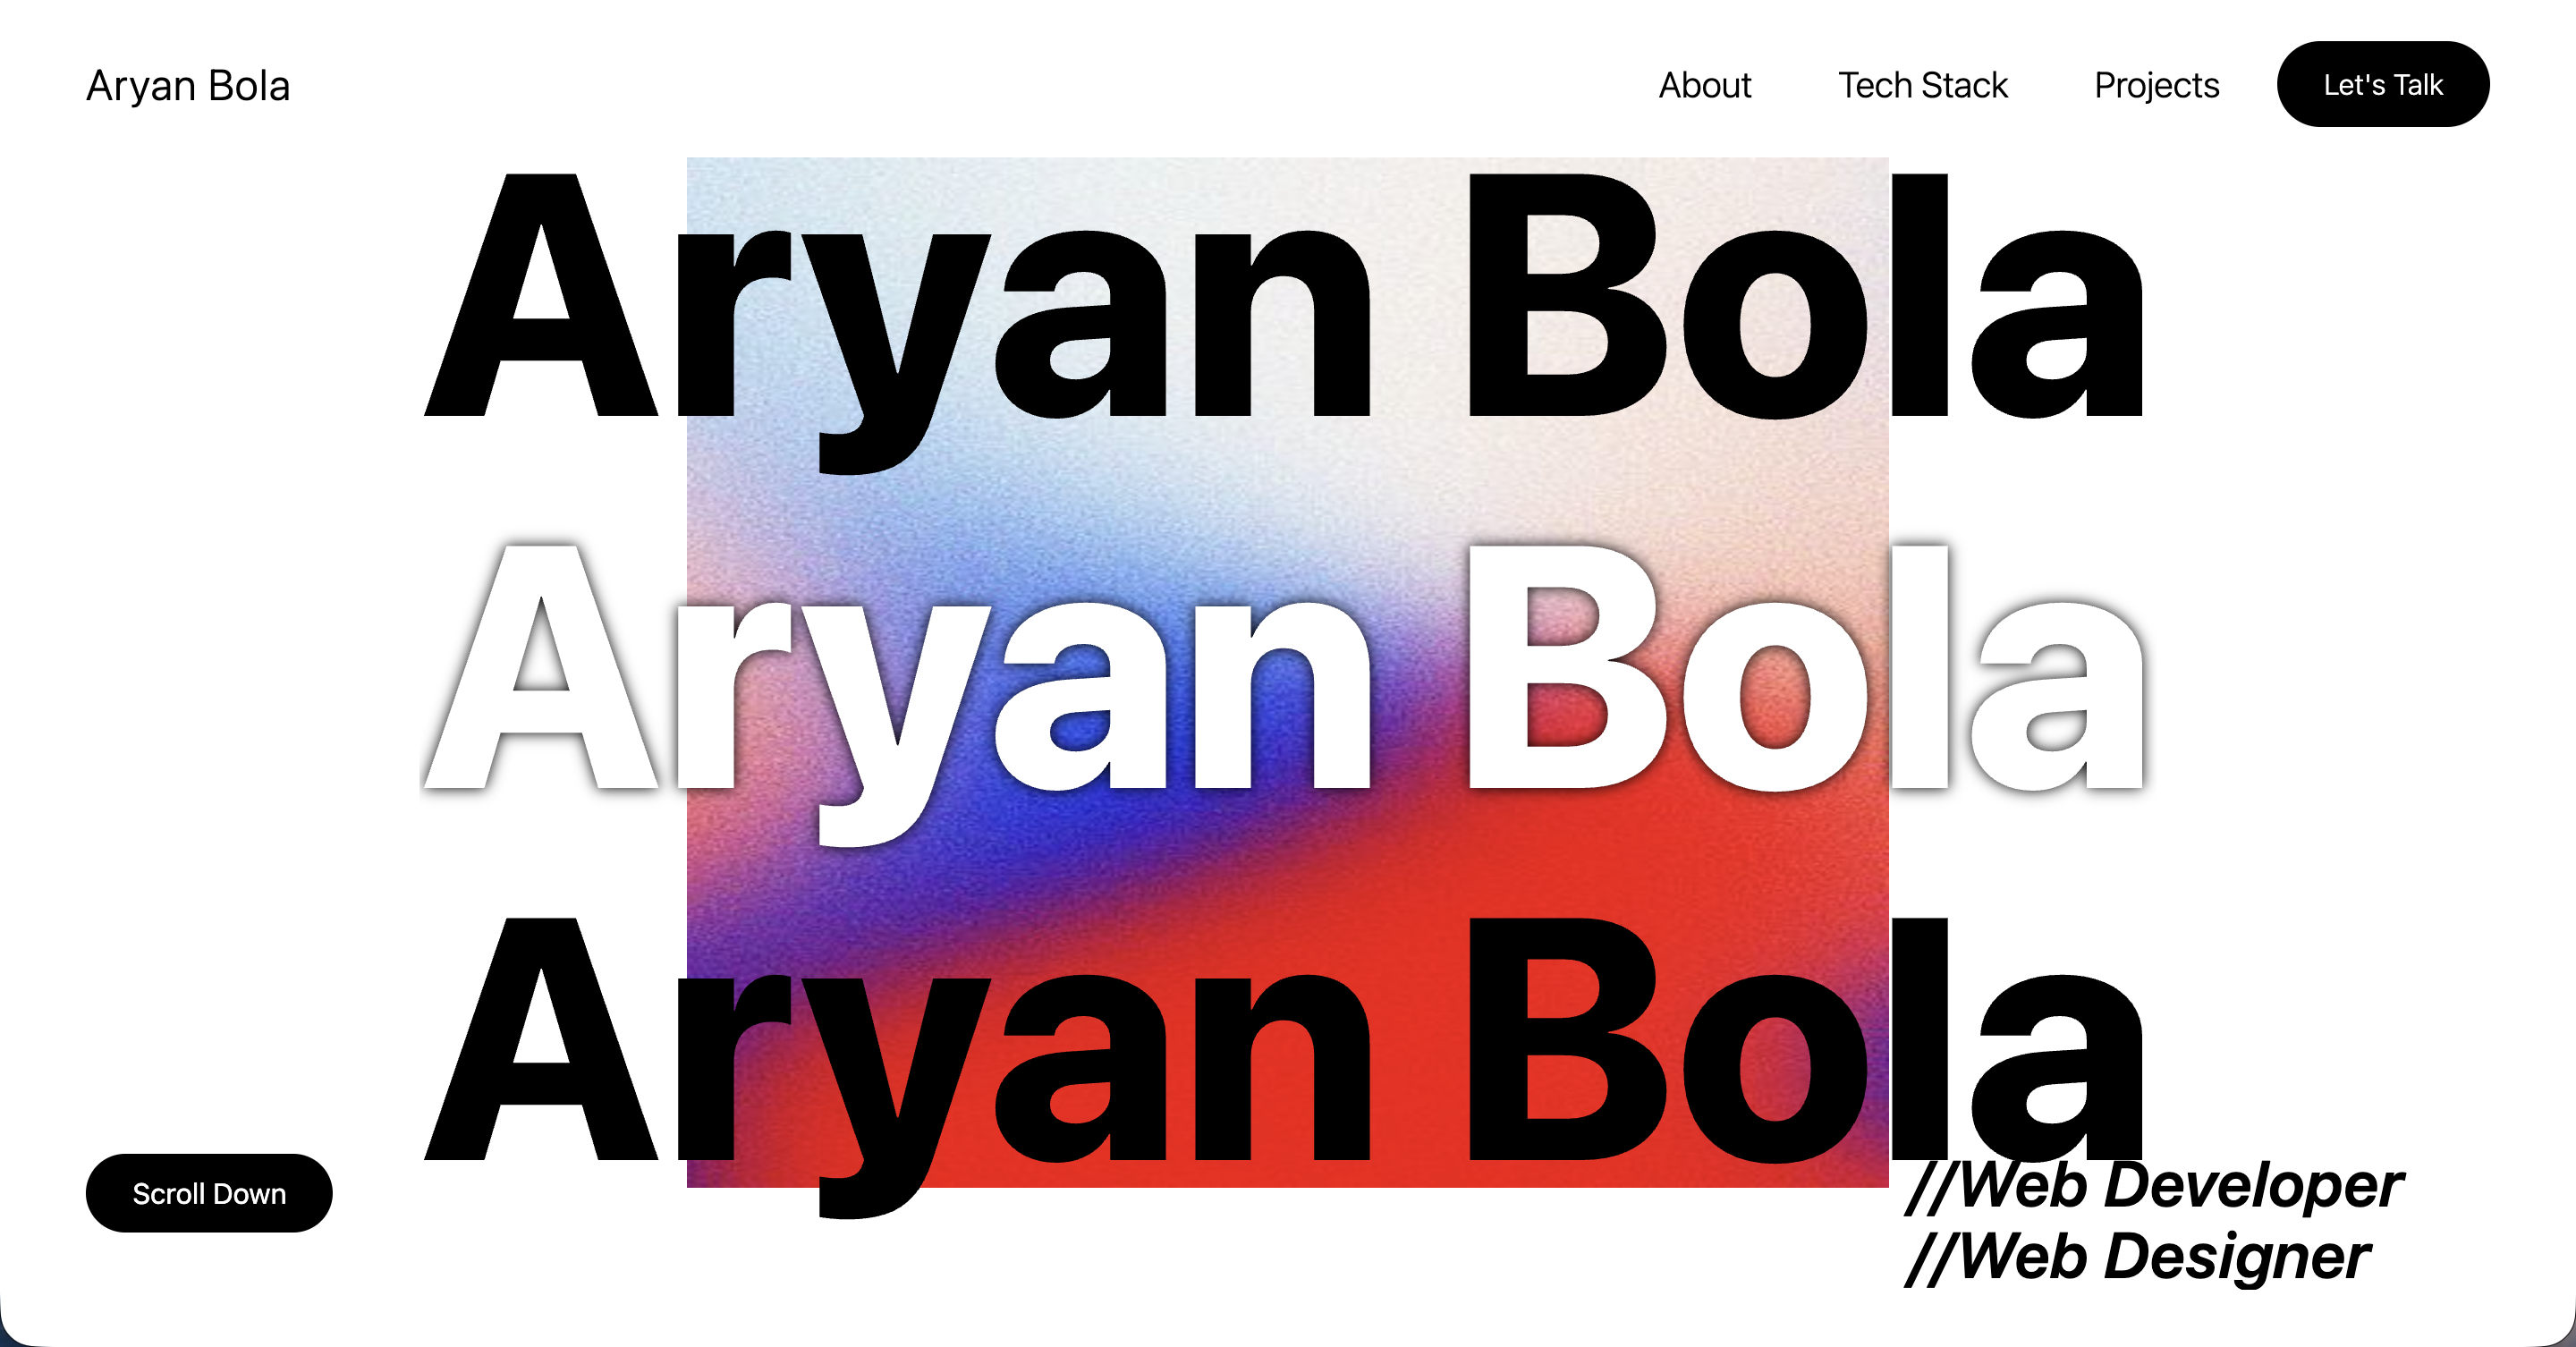 Aryan Bola
About
Tech Stack
Projects
Let's Talk
Aryan Bola
Aryan Bola
Aryan Bola
Scroll Down
//Web Developer
//Web Designer